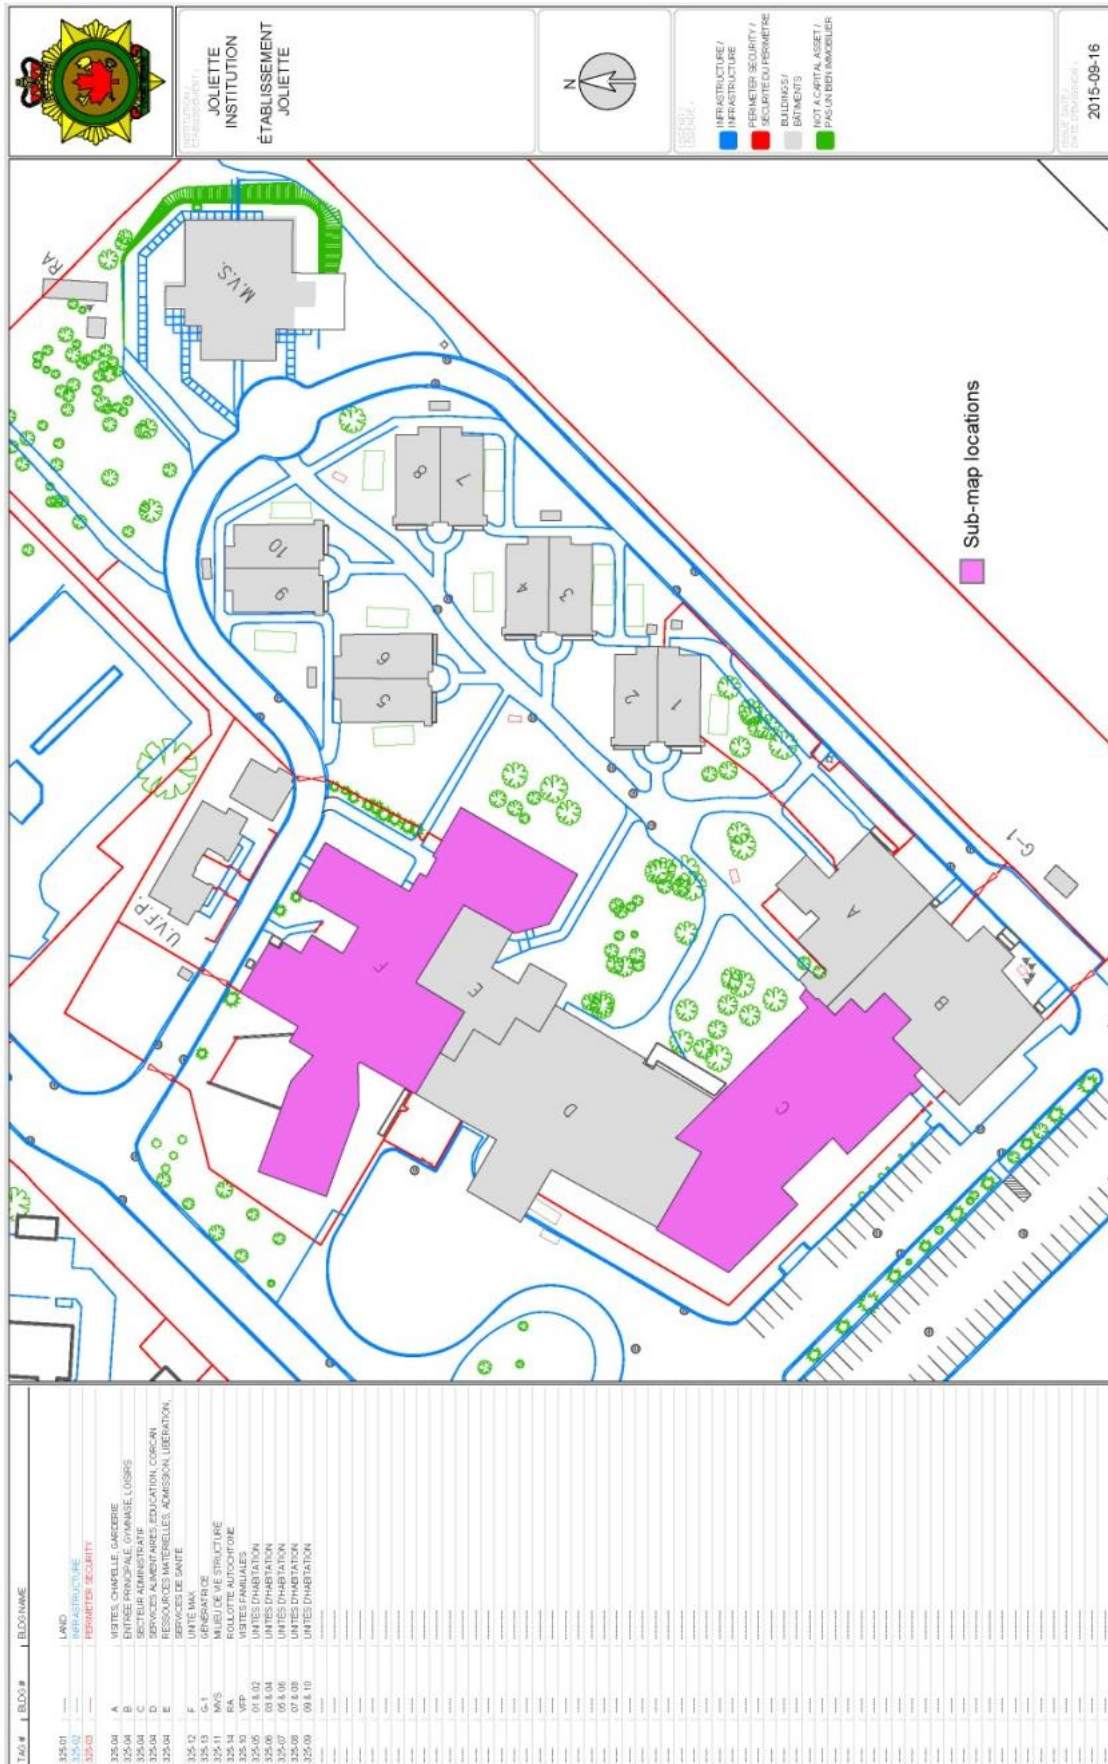 INSTITUTION /
ÉTABLISSEMENT :
JOLIETTE
INSTITUTION
ÉTABLISSEMENT
JOLIETTE
N
LEGEND /
LÉGENDE :
INFRASTRUCTURE /
INFRASTRUCTURE
PERIMETER SECURITY /
SÉCURITÉ DU PÉRIMÈTRE
BUILDINGS /
BÂTIMENTS
NOT A CAPITAL ASSET /
PAS UN BIEN IMMOBILIER
ISSUE DATE /
2015-09-16
RA
M.V.S.
8
7
10
9
4
3
6
5
2
1
U.V.F.P.
G-1
A
B
C
D
E
F
Sub-map locations
TAG # BLDG # BLDG NAME
325-01 ---- LAND
325-02 ---- INFRASTRUCTURE
325-03 ---- PERIMETER SECURITY
325-04 A VISITES, CHAPELLE, GARDERIE
325-04 B ENTRÉE PRINCIPALE, GYMNASE, LOISIRS
325-04 C SECTEUR ADMINISTRATIF
325-04 D SERVICES ALIMENTAIRES, EDUCATION, CORCAN
325-04 E RESSOURCES MATÉRIELLES, ADMISSION, LIBÉRATION,
SERVICES DE SANTÉ
325-12 F UNITÉ MAX.
325-13 G-1 GÉNÉRATRICE
325-11 MVS MILIEU DE VIE STRUCTURÉ
325-14 RA ROULOTTE AUTOCHTONE
325-10 VFP VISITES FAMILIALES
325-05 01 & 02 UNITÉS D'HABITATION
325-06 03 & 04 UNITÉS D'HABITATION
325-07 05 & 06 UNITÉS D'HABITATION
325-08 07 & 08 UNITÉS D'HABITATION
325-09 09 & 10 UNITÉS D'HABITATION